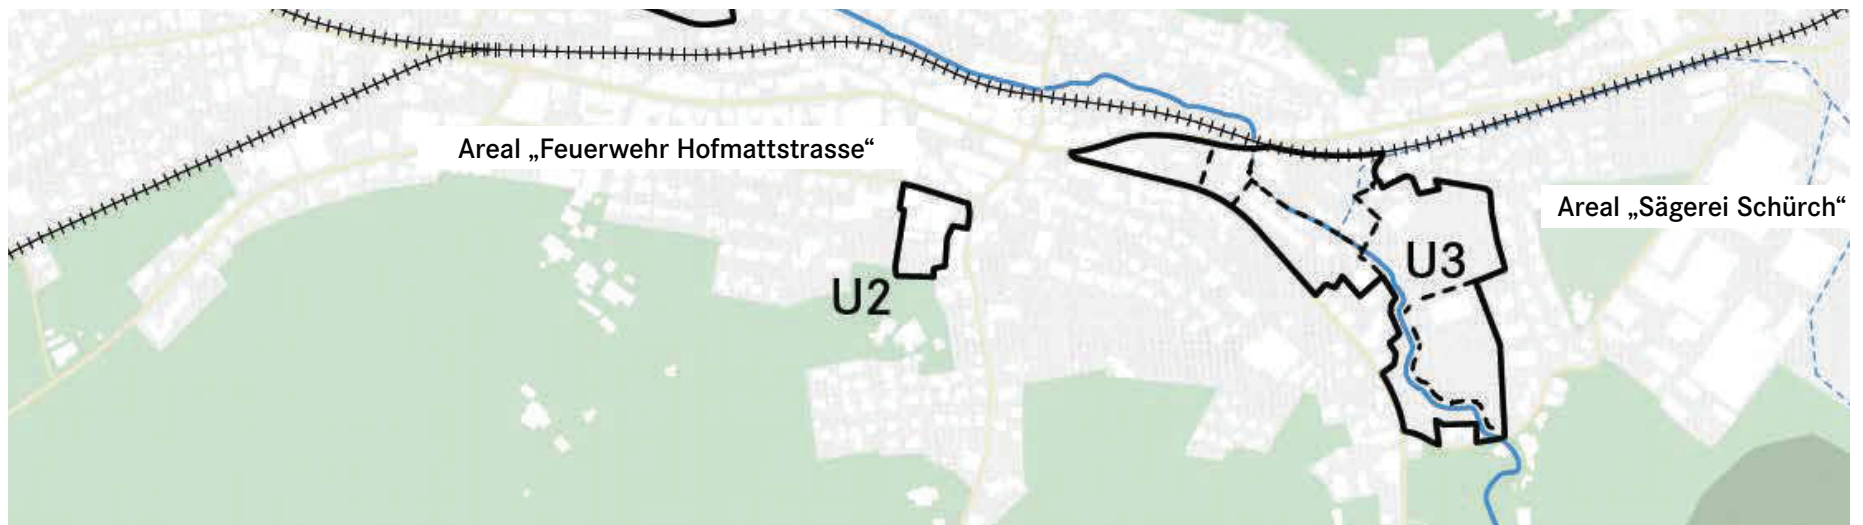 Areal „Feuerwehr Hofmattstrasse“
Areal „Sägerei Schürch“
U3
U2